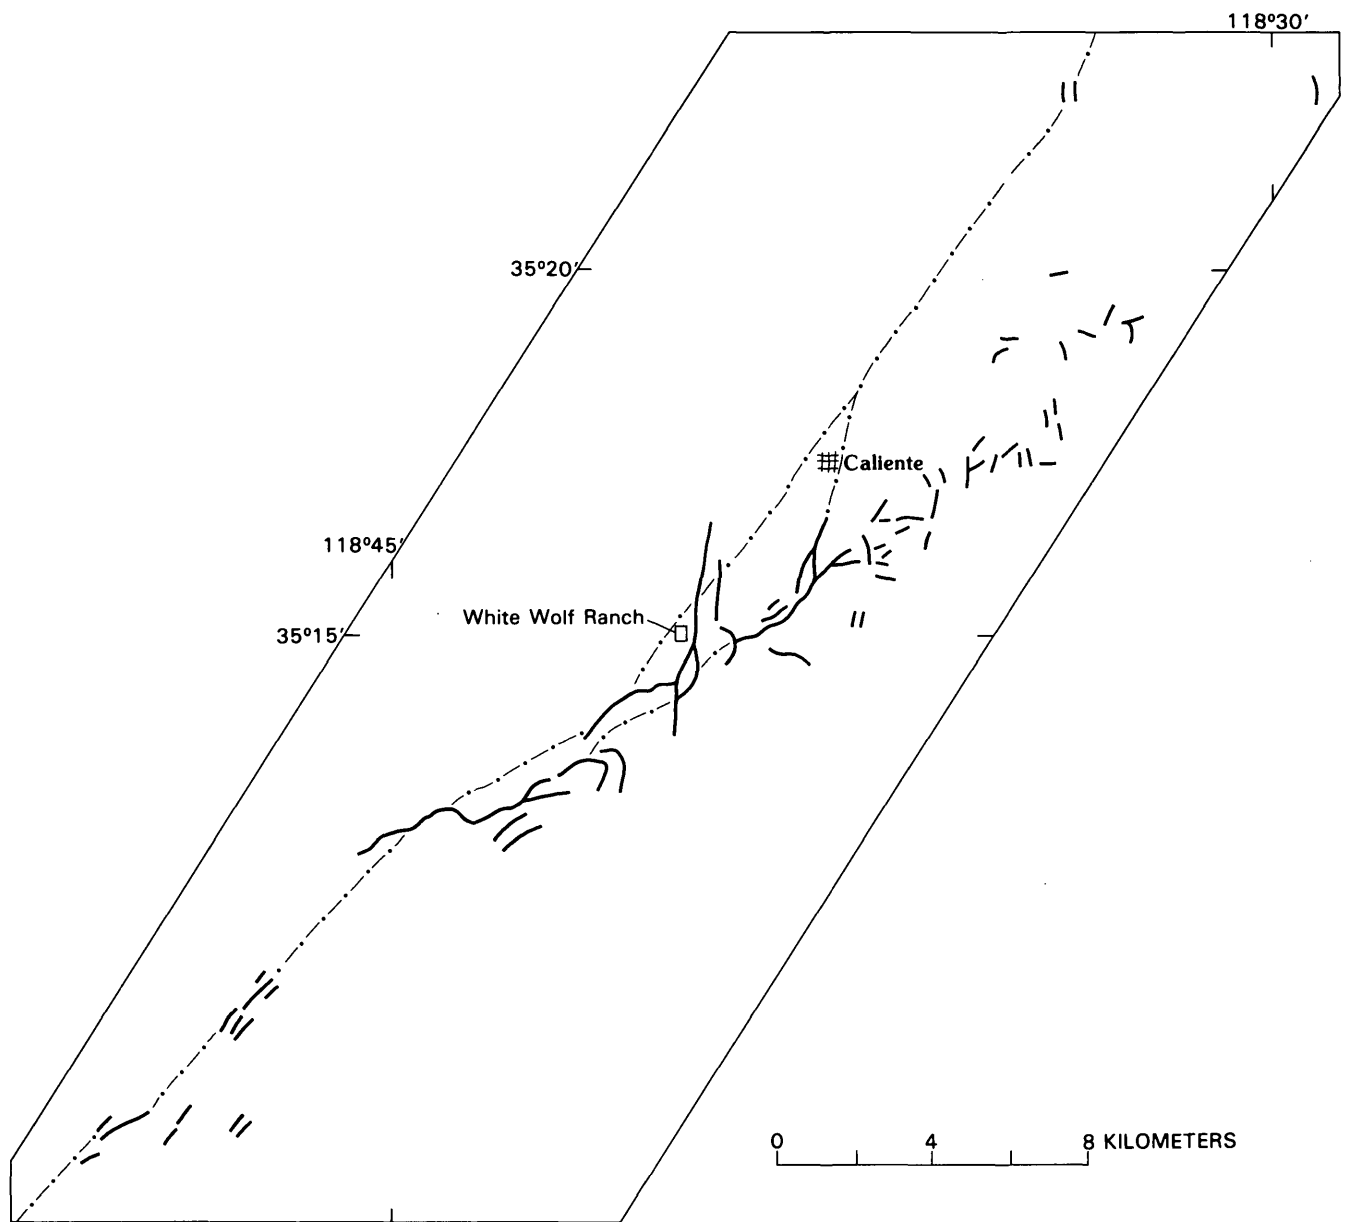 118°30′
35°20′
Caliente
118°45′
White Wolf Ranch
35°15′
0 4 8 KILOMETERS